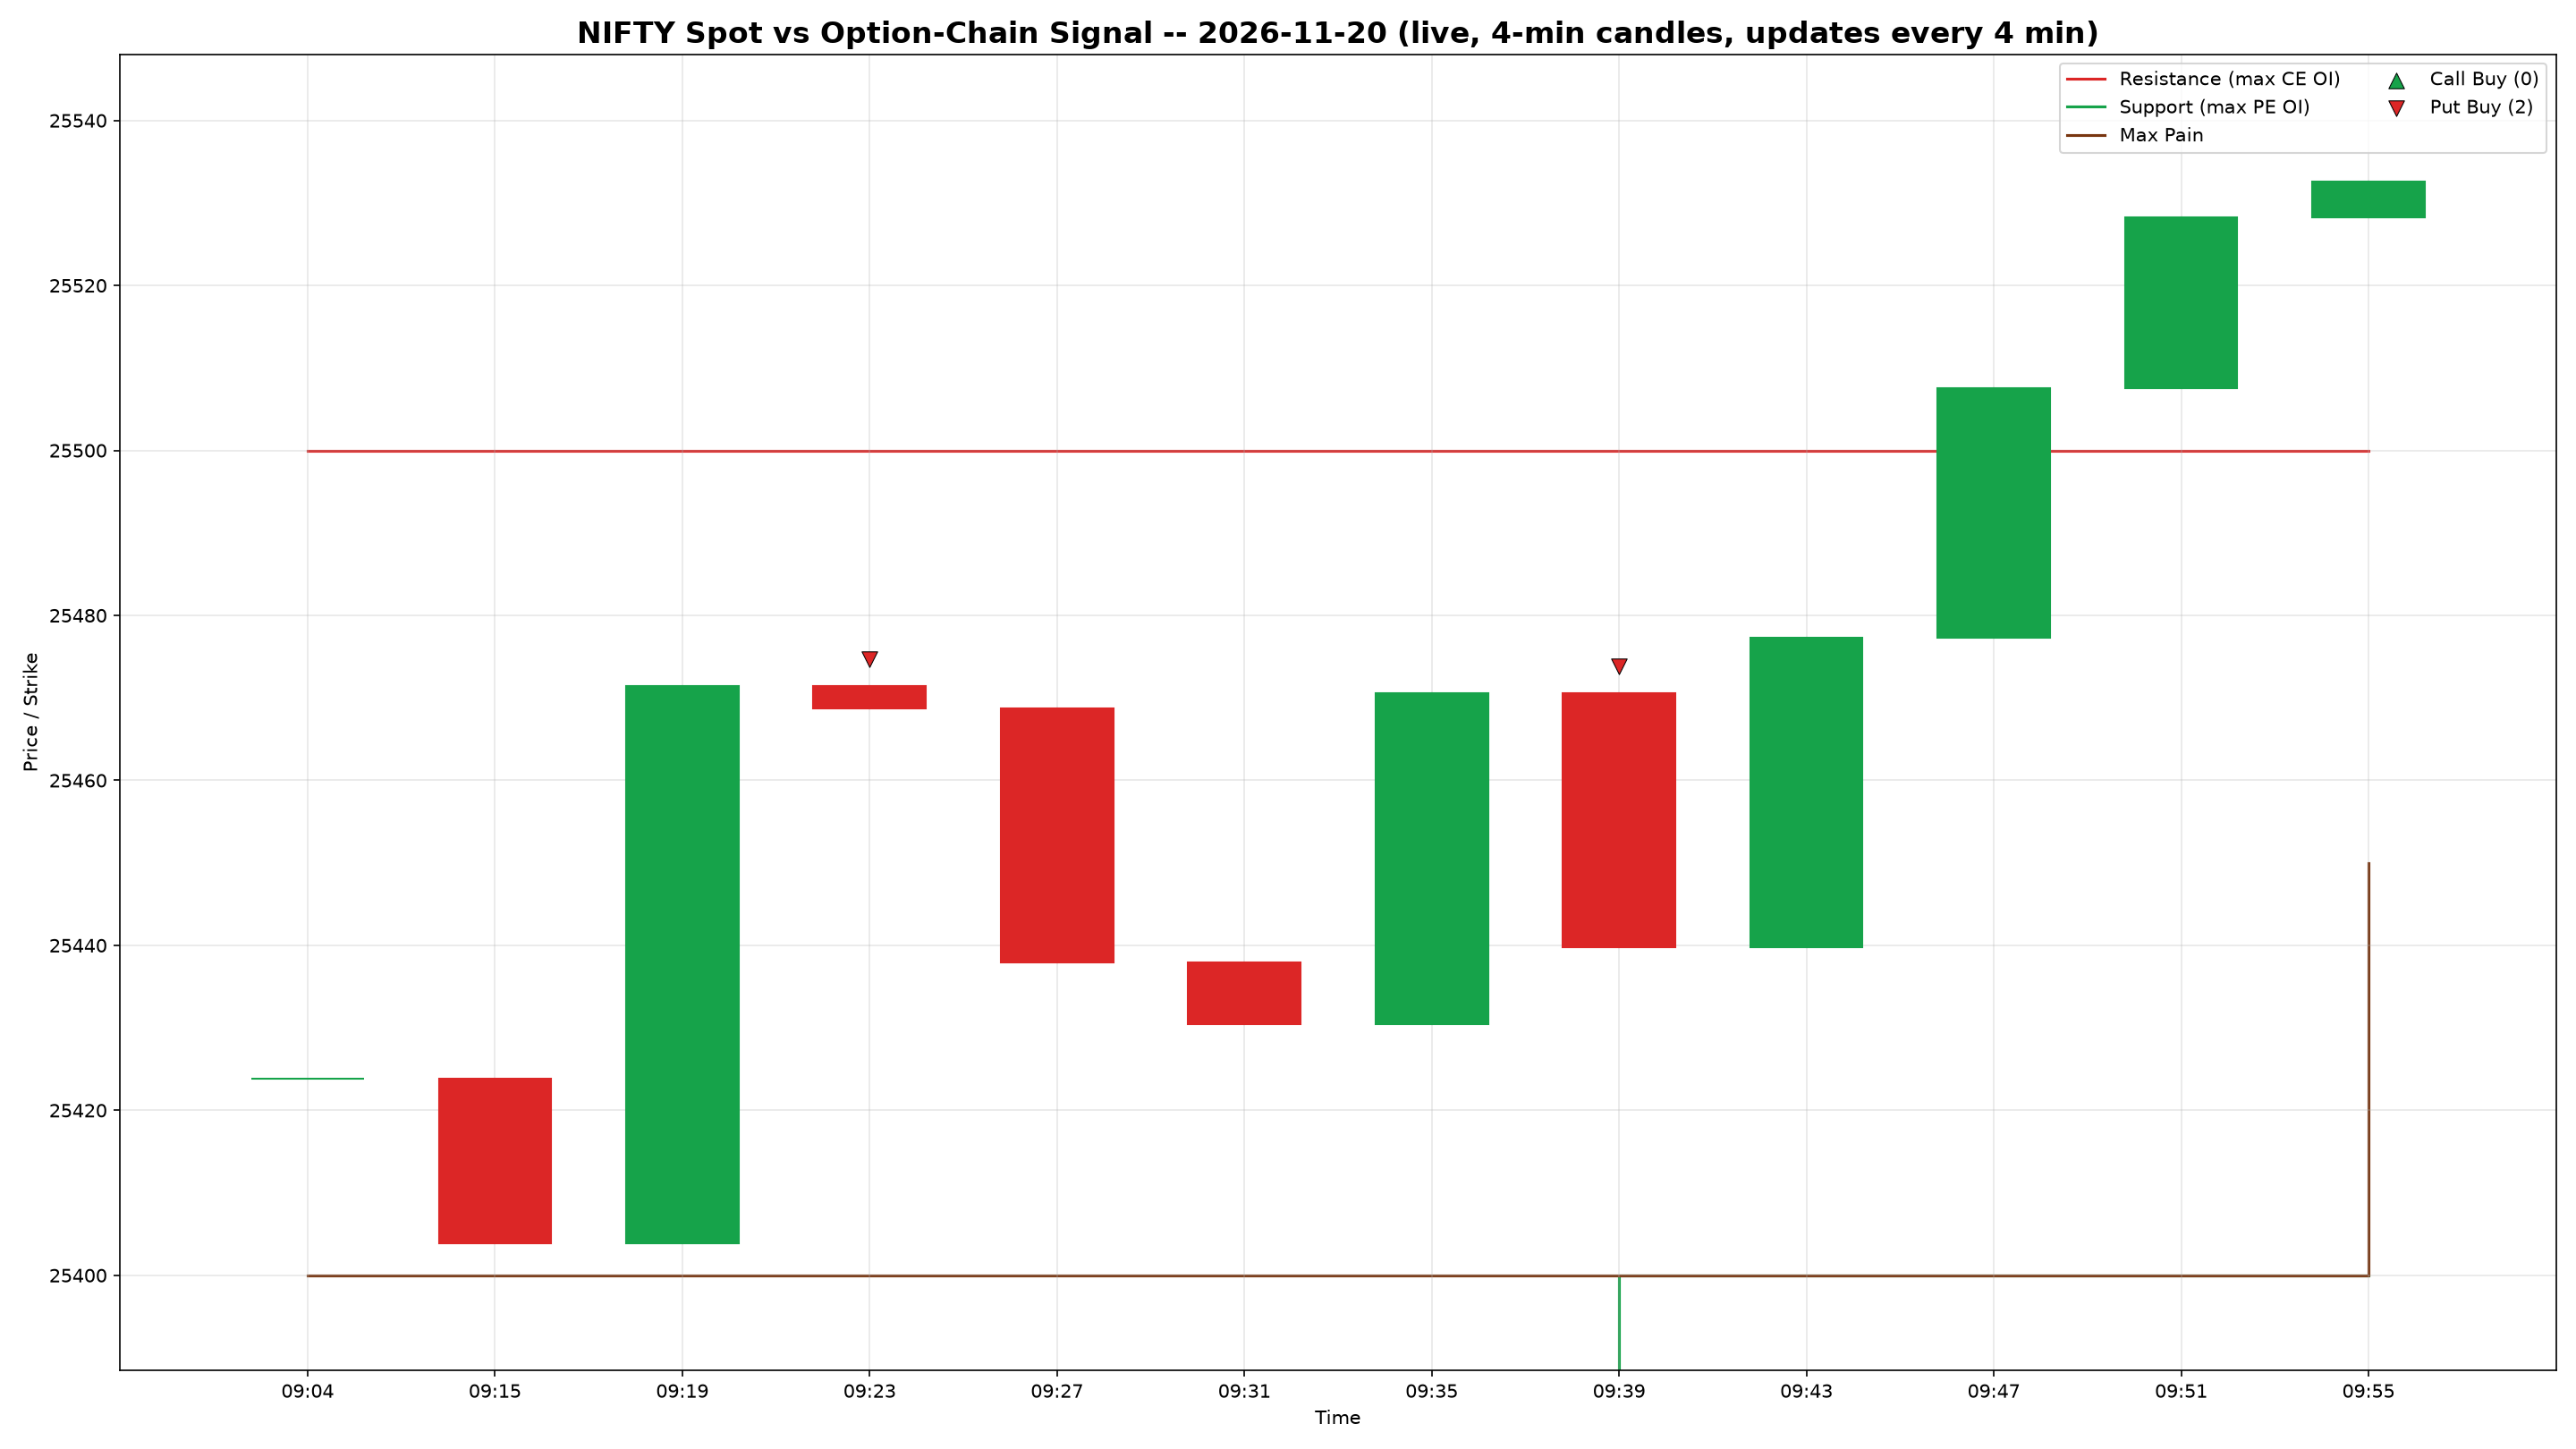 NIFTY Spot vs Option-Chain Signal -- 2026-11-20 (live, 4-min candles, updates every 4 min)
Resistance (max CE OI)
Support (max PE OI)
Max Pain
Call Buy (0)
Put Buy (2)
Price / Strike
25540
25520
25500
25480
25460
25440
25420
25400
09:04 09:15 09:19 09:23 09:27 09:31 09:35 09:39 09:43 09:47 09:51 09:55
Time